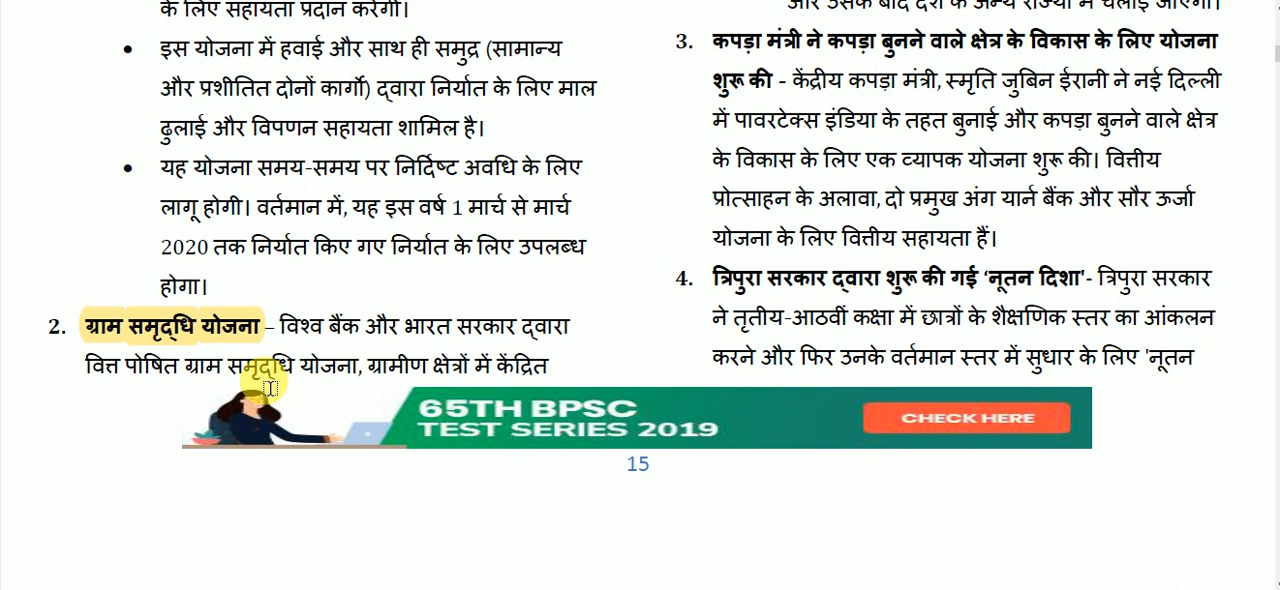 के लिए सहायता प्रदान करेगी।
इस योजना में हवाई और साथ ही समुद्र (सामान्य
और प्रशीतित दोनों कार्गो) द्वारा निर्यात के लिए माल
ढुलाई और विपणन सहायता शामिल है।
यह योजना समय-समय पर निर्दिष्ट अवधि के लिए
लागू होगी। वर्तमान में, यह इस वर्ष 1 मार्च से मार्च
2020 तक निर्यात किए गए निर्यात के लिए उपलब्ध
होगा।
2. ग्राम समृद्धि योजना – विश्व बैंक और भारत सरकार द्वारा
वित्त पोषित ग्राम समृद्धि योजना, ग्रामीण क्षेत्रों में केंद्रित
और उसके बाद देश के अन्य राज्यों में चलाई जाएगी।
3. कपड़ा मंत्री ने कपड़ा बुनने वाले क्षेत्र के विकास के लिए योजना
शुरू की - केंद्रीय कपड़ा मंत्री, स्मृति जुबिन ईरानी ने नई दिल्ली
में पावरटेक्स इंडिया के तहत बुनाई और कपड़ा बुनने वाले क्षेत्र
के विकास के लिए एक व्यापक योजना शुरू की। वित्तीय
प्रोत्साहन के अलावा, दो प्रमुख अंग यार्न बैंक और सौर ऊर्जा
योजना के लिए वित्तीय सहायता हैं।
4. त्रिपुरा सरकार द्वारा शुरू की गई ‘नूतन दिशा'- त्रिपुरा सरकार
ने तृतीय-आठवीं कक्षा में छात्रों के शैक्षणिक स्तर का आंकलन
करने और फिर उनके वर्तमान स्तर में सुधार के लिए 'नूतन
65TH BPSC
TEST SERIES 2019
CHECK HERE
15